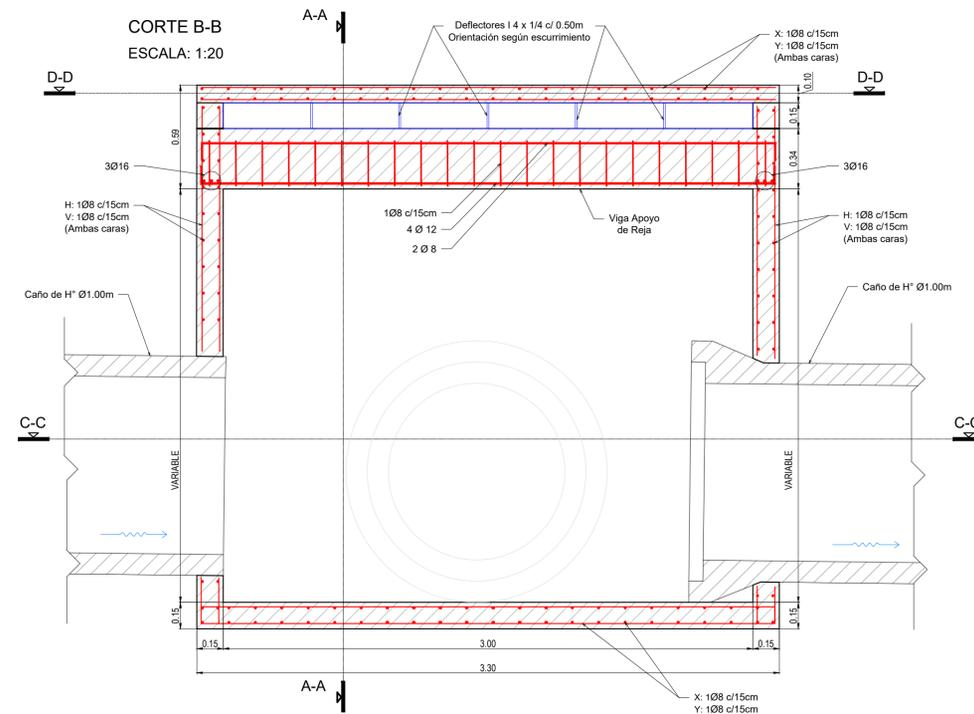 CORTE B-B
ESCALA: 1:20
A-A
Deflectores I 4 x 1/4 c/ 0.50m
Orientación según escurrimiento
X: 1Ø8 c/15cm
Y: 1Ø8 c/15cm
(Ambas caras)
D-D
D-D
0.10
0.15
0.59
0.34
3Ø16
3Ø16
H: 1Ø8 c/15cm
V: 1Ø8 c/15cm
(Ambas caras)
1Ø8 c/15cm
4 Ø 12
2 Ø 8
Viga Apoyo
de Reja
H: 1Ø8 c/15cm
V: 1Ø8 c/15cm
(Ambas caras)
Caño de H° Ø1.00m
Caño de H° Ø1.00m
C-C
C-C
VARIABLE
VARIABLE
0.15
0.15
0.15
3.00
0.15
3.30
A-A
X: 1Ø8 c/15cm
Y: 1Ø8 c/15cm